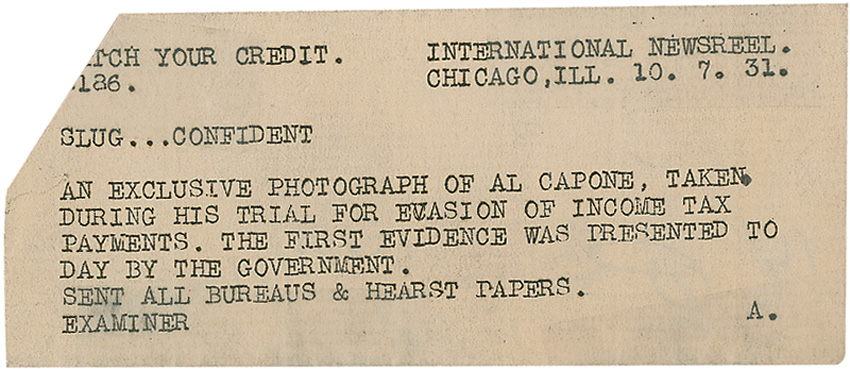 ATCH YOUR CREDIT. INTERNATIONAL NEWSREEL.
186. CHICAGO,ILL. 10. 7. 31.
SLUG...CONFIDENT
AN EXCLUSIVE PHOTOGRAPH OF AL CAPONE, TAKEN
DURING HIS TRIAL FOR EVASION OF INCOME TAX
PAYMENTS. THE FIRST EVIDENCE WAS PRESENTED TO
DAY BY THE GOVERNMENT.
SENT ALL BUREAUS & HEARST PAPERS.
EXAMINER A.